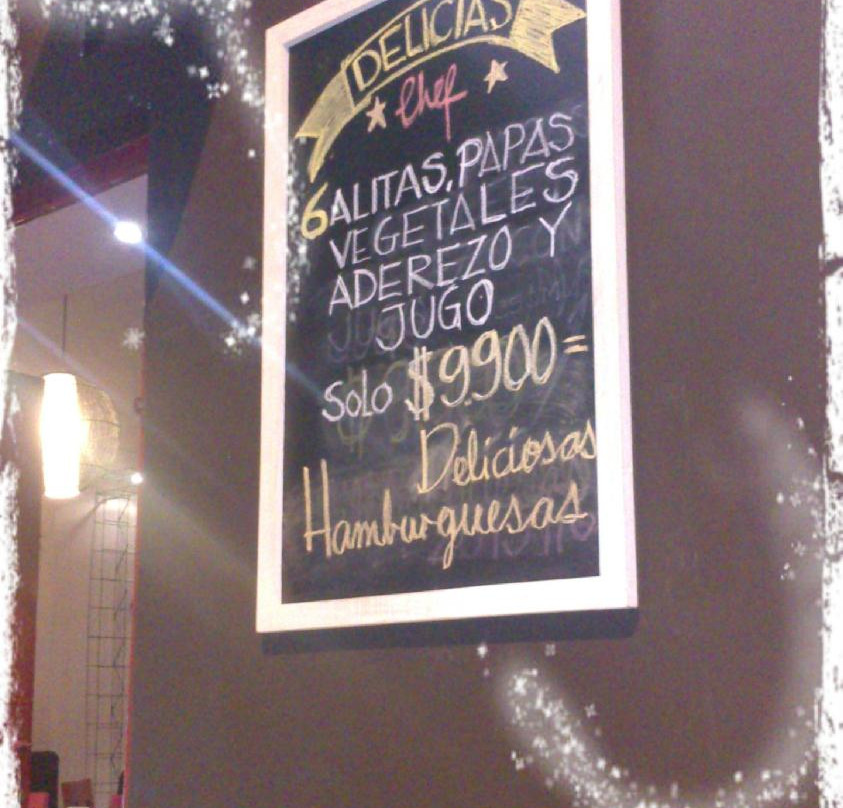 DELICIAS
Chef
6 ALITAS, PAPAS
VEGETALES
ADEREZO Y
JUGO
Solo $9.900=
Deliciosas
Hamburguesas